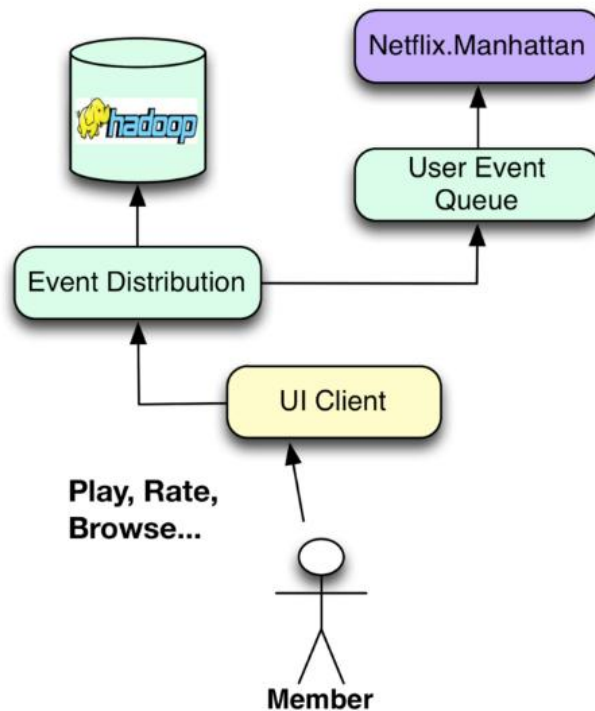 Netflix.Manhattan
hadoop
User Event
Queue
Event Distribution
UI Client
Play, Rate,
Browse...
Member